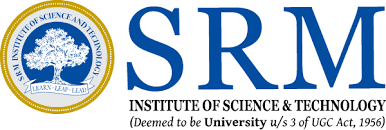 SRM INSTITUTE OF SCIENCE AND TECHNOLOGY
LEARN - LEAP - LEAD
SRM
INSTITUTE OF SCIENCE & TECHNOLOGY
(Deemed to be University u/s 3 of UGC Act, 1956)